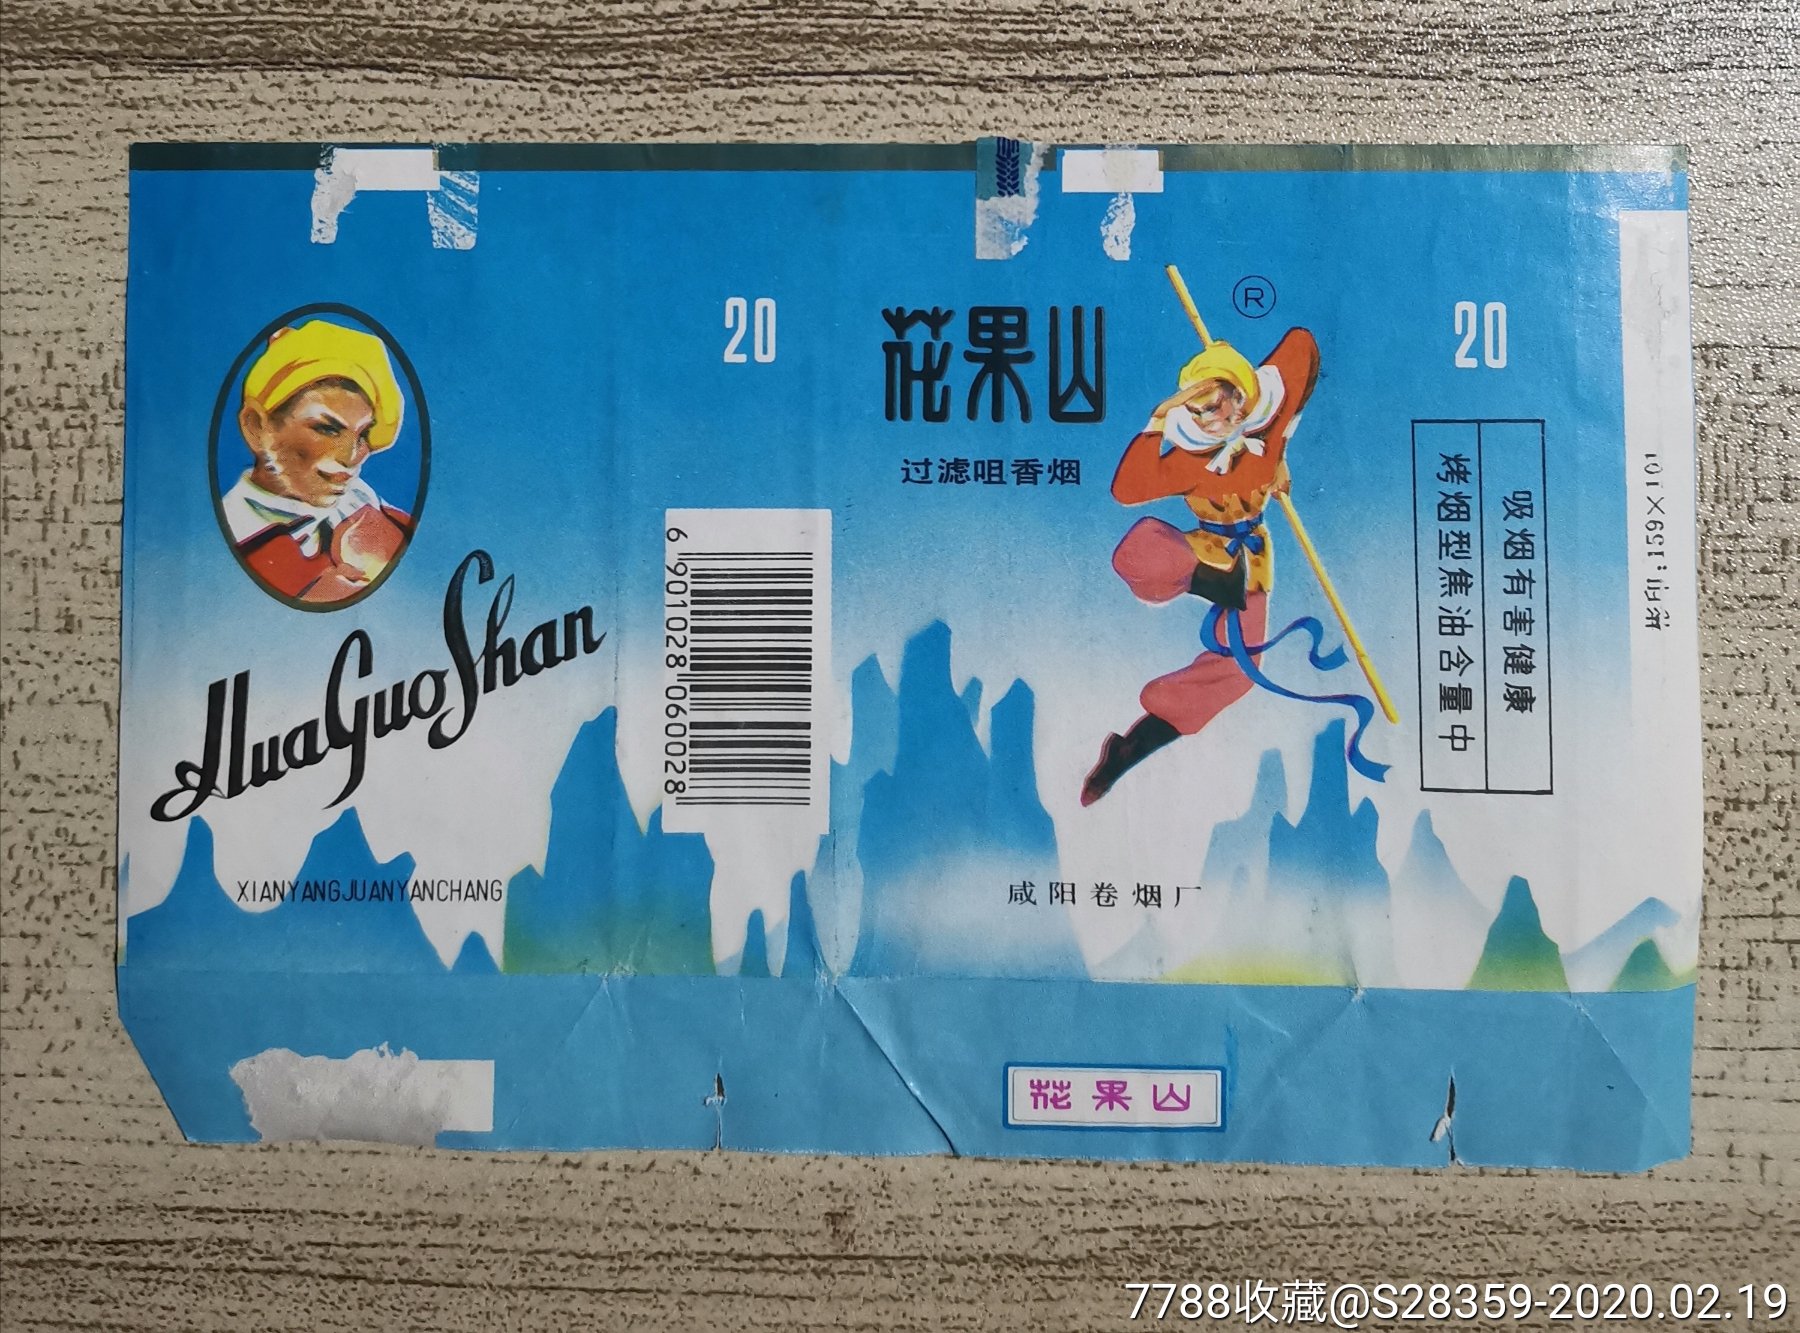 20
花果山
®
20
过滤咀香烟
6 901028 060028
吸烟有害健康
烤烟型焦油含量中
HuaGuoShan
XIANYANGJUANYANCHANG
咸阳卷烟厂
花果山
7788收藏@S28359-2020.02.19